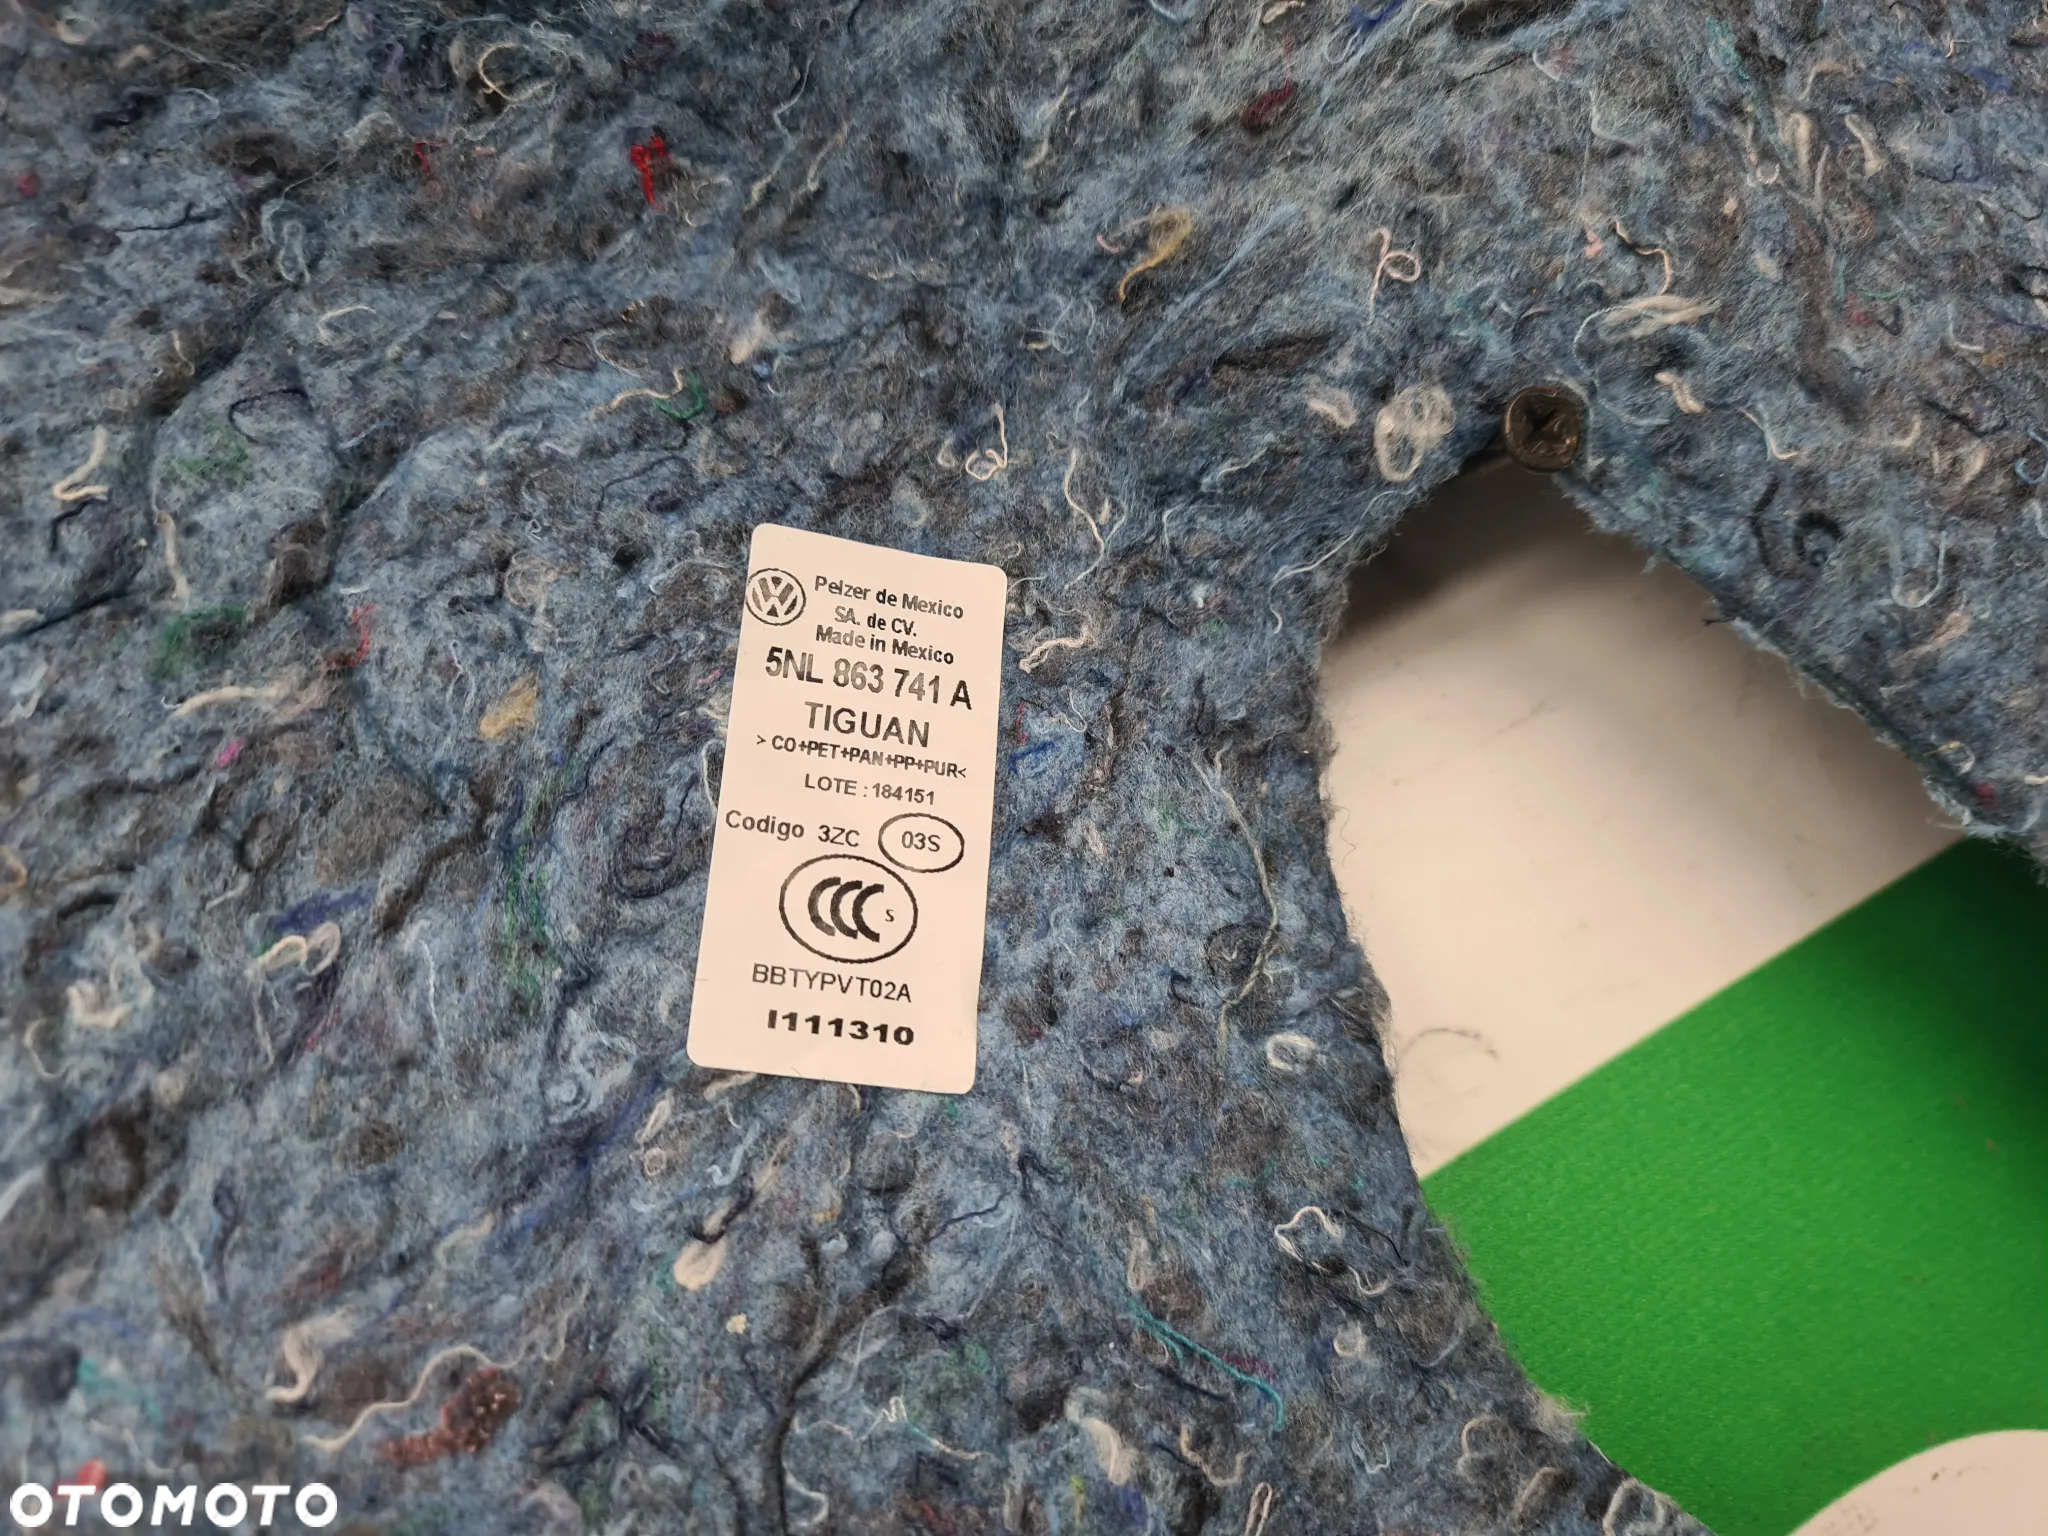 Pelzer de Mexico
SA. de CV.
Made in Mexico
5NL 863 741 A
TIGUAN
> CO+PET+PAN+PP+PUR<
LOTE : 184151
Codigo 3ZC 03S
CCC S
BBTYPVT02A
I111310
OTOMOTO